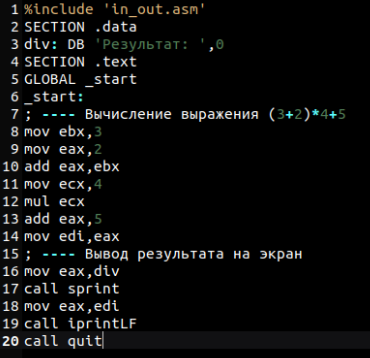 1 %include 'in_out.asm'
2 SECTION .data
3 div: DB 'Результат: ',0
4 SECTION .text
5 GLOBAL _start
6 _start:
7 ; ---- Вычисление выражения (3+2)*4+5
8 mov ebx,3
9 mov eax,2
10 add eax,ebx
11 mov ecx,4
12 mul ecx
13 add eax,5
14 mov edi,eax
15 ; ---- Вывод результата на экран
16 mov eax,div
17 call sprint
18 mov eax,edi
19 call iprintLF
20 call quit